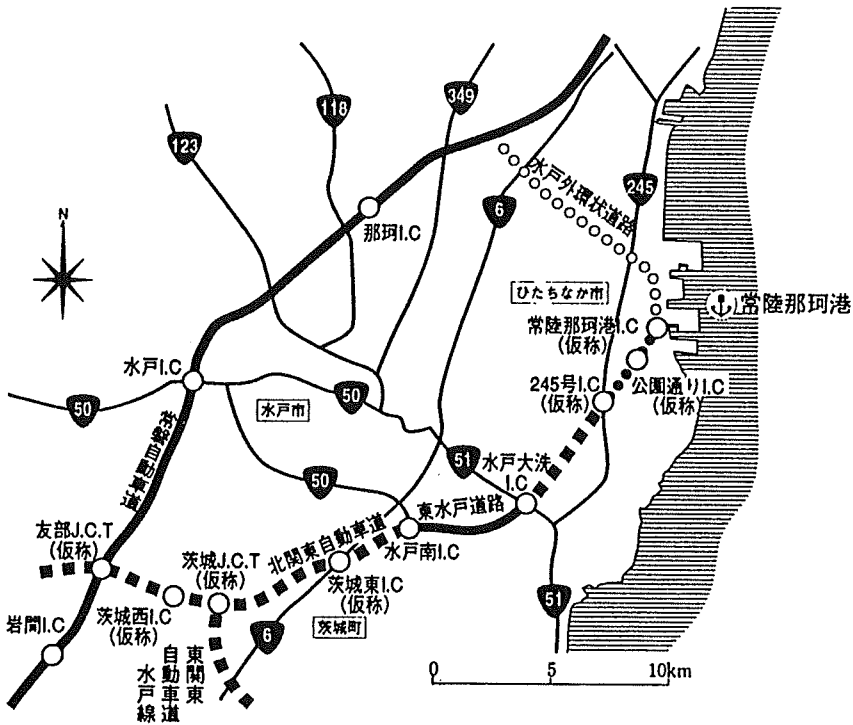 N
118
349
123
水戸外環状道路
245
6
那珂I.C
ひたちなか市
常陸那珂港
常陸那珂港I.C
(仮称)
水戸I.C
245号I.C
(仮称)
公園通りI.C
(仮称)
50
水戸市
50
常磐自動車道
51
水戸大洗
I.C
50
東水戸道路
友部J.C.T
(仮称)
茨城J.C.T
(仮称)
北関東自動車道
水戸南I.C
茨城東I.C
(仮称)
茨城西I.C
(仮称)
岩間I.C
茨城町
6
51
東関東
自動車道
水戸線
0 5 10km